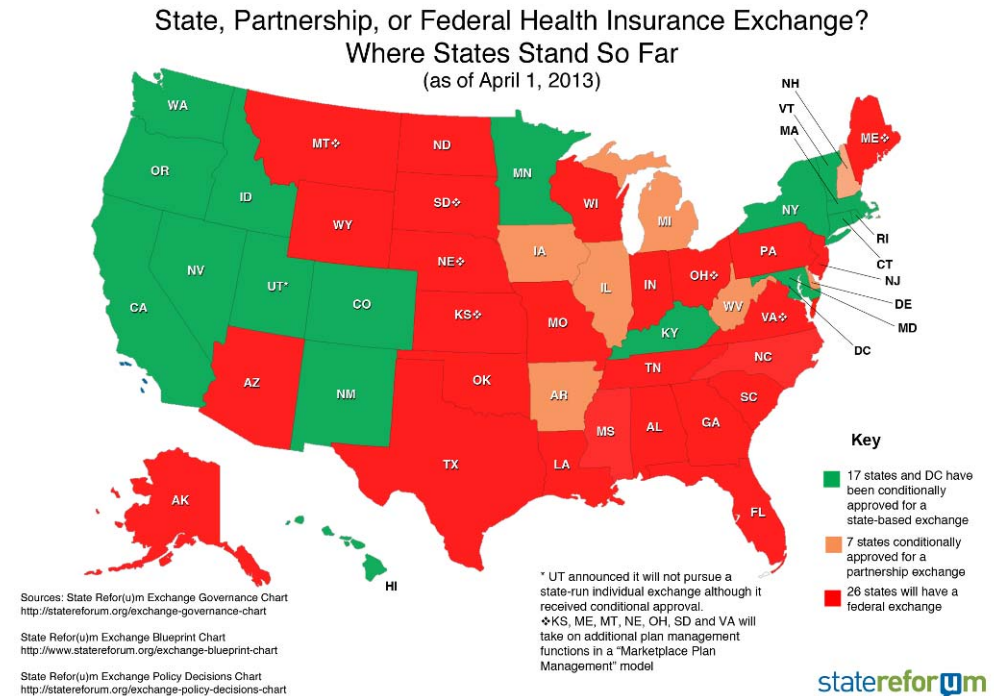 State, Partnership, or Federal Health Insurance Exchange?
Where States Stand So Far
(as of April 1, 2013)
NH
VT
MA
WA
MT❖
ND
MN
ME❖
OR
ID
SD❖
WI
MI
NY
WY
RI
CT
NJ
DE
MD
DC
NV
UT*
CO
NE❖
IA
IL
IN
OH❖
PA
WV
VA❖
CA
KS❖
MO
KY
NC
TN
SC
AZ
NM
OK
AR
MS
AL
GA
TX
LA
FL
AK
HI
Key
17 states and DC have
been conditionally
approved for a
state-based exchange
7 states conditionally
approved for a
partnership exchange
26 states will have a
federal exchange
* UT announced it will not pursue a
state-run individual exchange although it
received conditional approval.
❖KS, ME, MT, NE, OH, SD and VA will
take on additional plan management
functions in a “Marketplace Plan
Management” model
Sources: State Refor(u)m Exchange Governance Chart
http://statereforum.org/exchange-governance-chart
State Refor(u)m Exchange Blueprint Chart
http://www.statereforum.org/exchange-blueprint-chart
State Refor(u)m Exchange Policy Decisions Chart
http://statereforum.org/exchange-policy-decisions-chart
statereforum